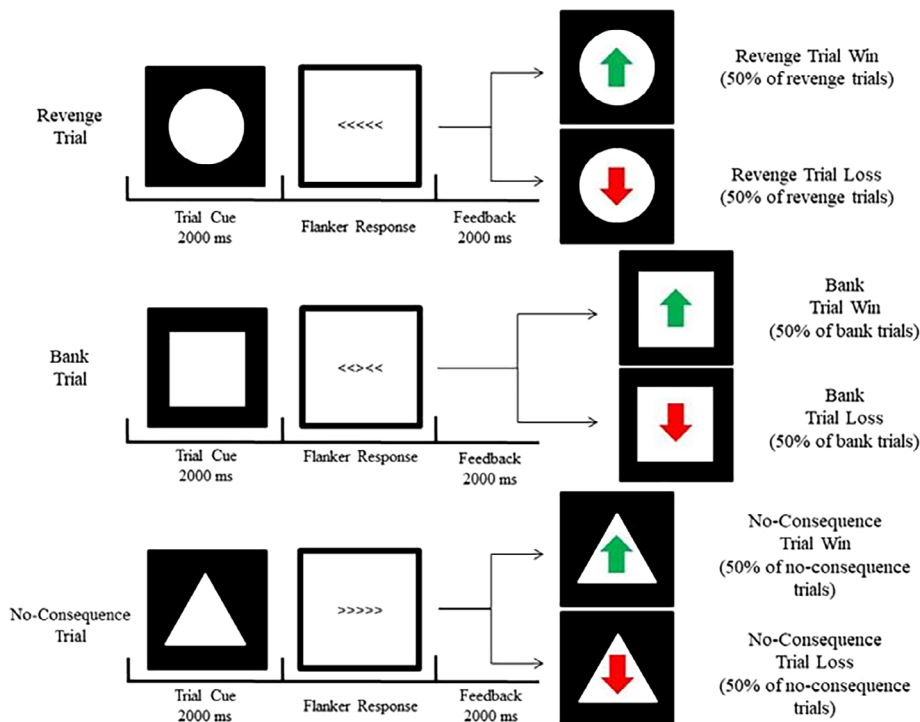 Revenge
Trial
<<<<<
Trial Cue
2000 ms
Flanker Response
Feedback
2000 ms
Revenge Trial Win
(50% of revenge trials)
Revenge Trial Loss
(50% of revenge trials)
Bank
Trial
<<><<
Trial Cue
2000 ms
Flanker Response
Feedback
2000 ms
Bank
Trial Win
(50% of bank trials)
Bank
Trial Loss
(50% of bank trials)
No-Consequence
Trial
>>>>>
Trial Cue
2000 ms
Flanker Response
Feedback
2000 ms
No-Consequence
Trial Win
(50% of no-consequence
trials)
No-Consequence
Trial Loss
(50% of no-consequence
trials)